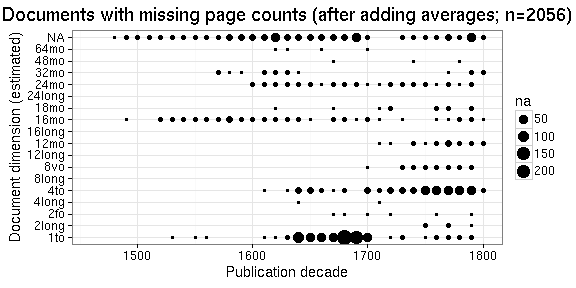 Documents with missing page counts (after adding averages; n=2056)
Document dimension (estimated)
NA
64mo
48mo
32mo
24mo
24long
18mo
16mo
16long
12mo
12long
8vo
8long
4to
4long
2fo
2long
1to
1500
1600
1700
1800
Publication decade
na
50
100
150
200